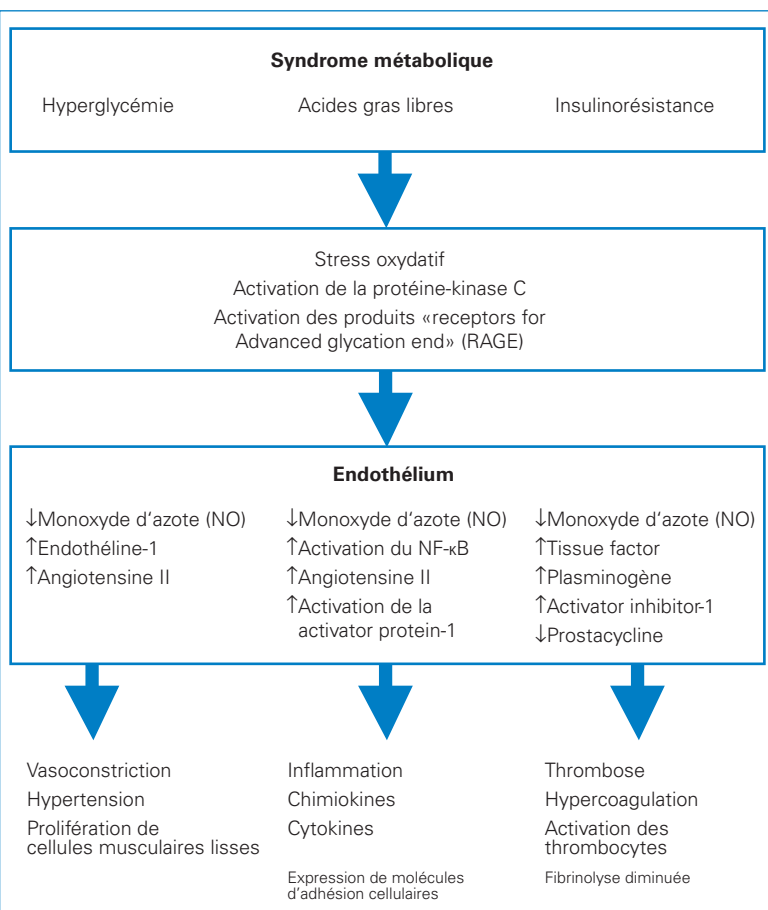 Syndrome métabolique
Hyperglycémie
Acides gras libres
Insulinorésistance
Stress oxydatif
Activation de la protéine-kinase C
Activation des produits «receptors for
Advanced glycation end» (RAGE)
Endothélium
↓Monoxyde d‘azote (NO)
↑Endothéline-1
↑Angiotensine II
↓Monoxyde d‘azote (NO)
↑Activation du NF-κB
↑Angiotensine II
↑Activation de la
activator protein-1
↓Monoxyde d‘azote (NO)
↑Tissue factor
↑Plasminogène
↑Activator inhibitor-1
↓Prostacycline
Vasoconstriction
Hypertension
Prolifération de
cellules musculaires lisses
Inflammation
Chimiokines
Cytokines
Expression de molécules
d‘adhésion cellulaires
Thrombose
Hypercoagulation
Activation des
thrombocytes
Fibrinolyse diminuée